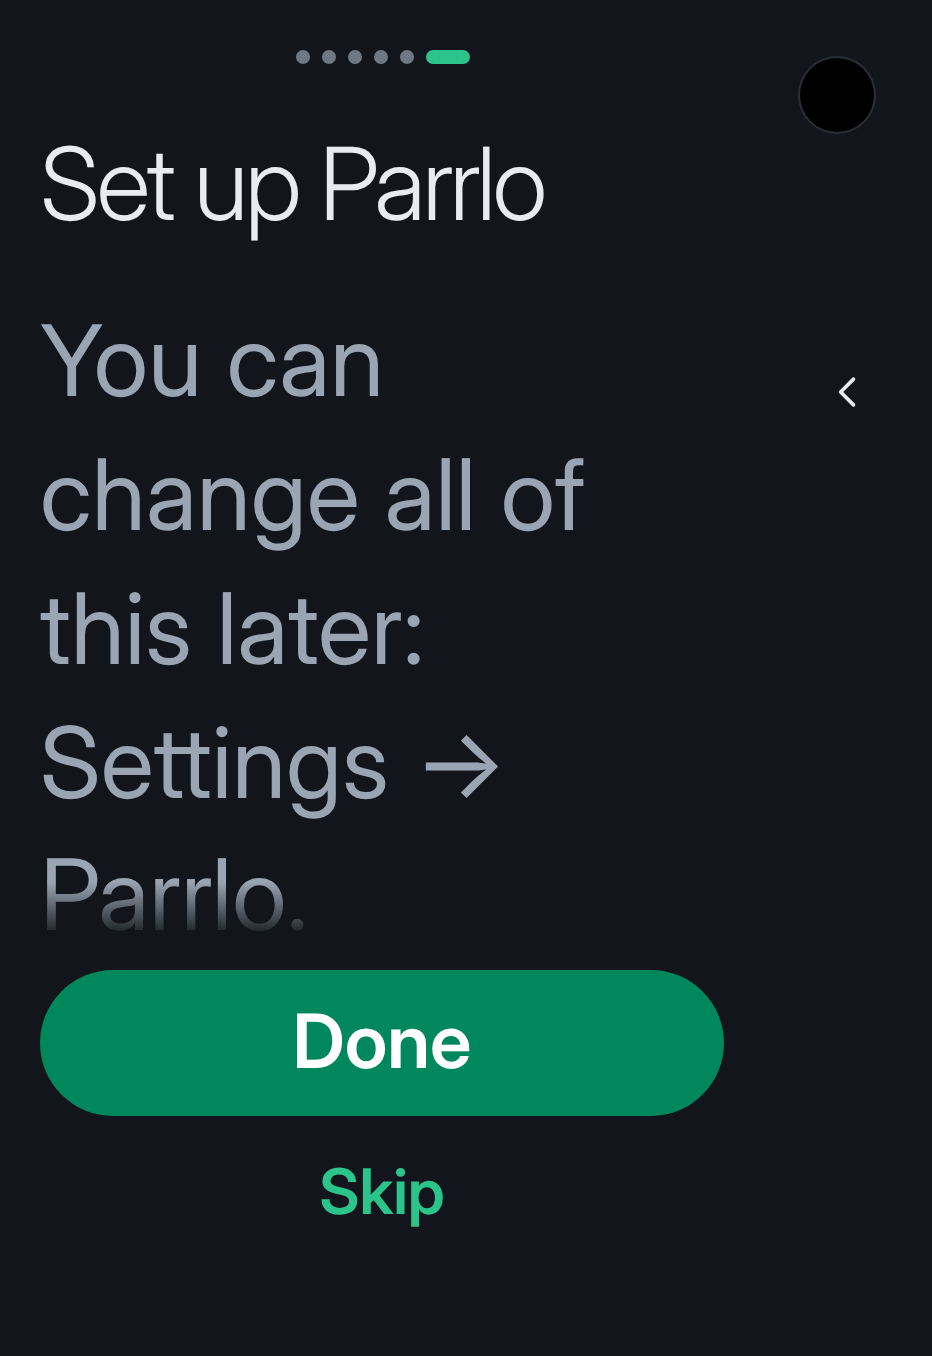 Set up Parrlo
You can
change all of
this later:
Settings →
Parrlo.
Done
Skip